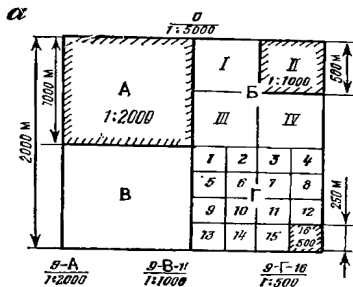 а
0
1:5000
А
1:2000
I
II
1:1000
Б
III
IV
В
1 2 3 4
5 6 7 8
9 10 11 12
13 14 15 16
Г
500
1000 М
2000 М
500 М
250 М
9-А
1:2000
9-В-11
1:1000
9-Г-16
1:500